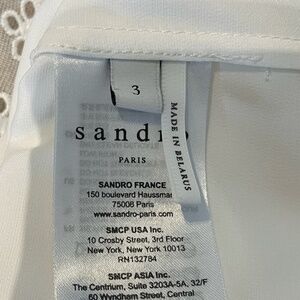 3
sandro
PARIS
MADE IN BELARUS
SANDRO FRANCE
150 boulevard Haussman
75008 Paris
www.sandro-paris.com
SMCP USA Inc.
10 Crosby Street, 3rd Floor
New York, New York 10013
RN132784
SMCP ASIA Inc.
The Centrium, Suite 3203A-5A, 32/F
60 Wyndham Street, Central